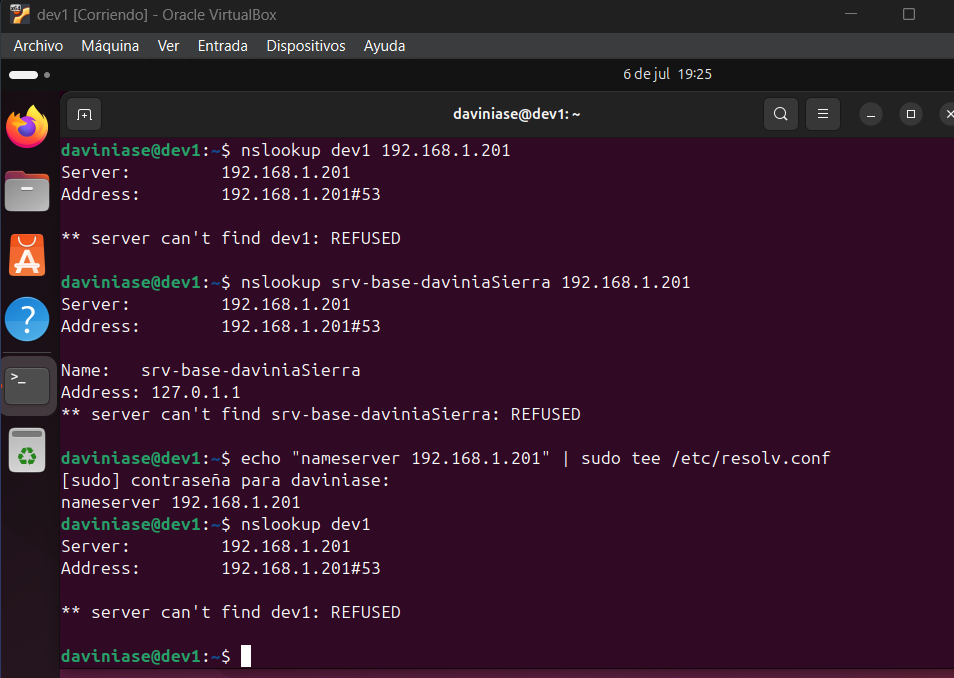 dev1 [Corriendo] - Oracle VirtualBox
Archivo Máquina Ver Entrada Dispositivos Ayuda
6 de jul 19:25
daviniase@dev1: ~
daviniase@dev1:~$ nslookup dev1 192.168.1.201
Server: 192.168.1.201
Address: 192.168.1.201#53
** server can't find dev1: REFUSED
daviniase@dev1:~$ nslookup srv-base-daviniaSierra 192.168.1.201
Server: 192.168.1.201
Address: 192.168.1.201#53
Name: srv-base-daviniaSierra
Address: 127.0.1.1
** server can't find srv-base-daviniaSierra: REFUSED
daviniase@dev1:~$ echo "nameserver 192.168.1.201" | sudo tee /etc/resolv.conf
[sudo] contraseña para daviniase:
nameserver 192.168.1.201
daviniase@dev1:~$ nslookup dev1
Server: 192.168.1.201
Address: 192.168.1.201#53
** server can't find dev1: REFUSED
daviniase@dev1:~$